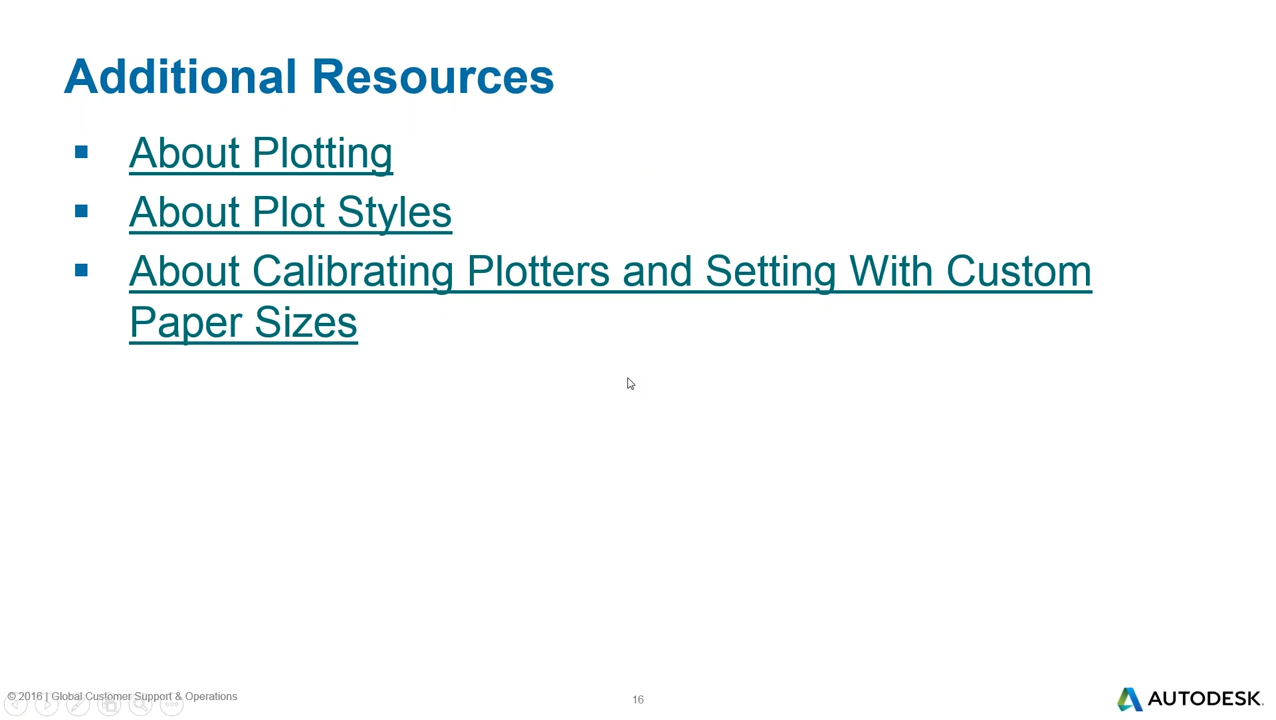 Additional Resources
▪ About Plotting
▪ About Plot Styles
▪ About Calibrating Plotters and Setting With Custom
Paper Sizes
© 2016 | Global Customer Support & Operations
16
AUTODESK.